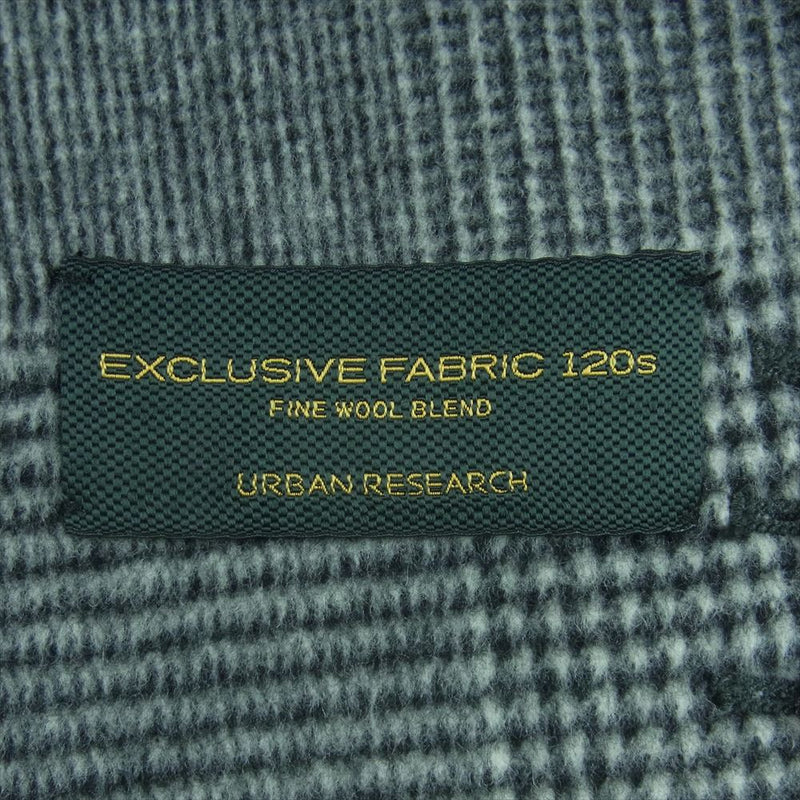 EXCLUSIVE FABRIC 120s
FINE WOOL BLEND
URBAN RESEARCH